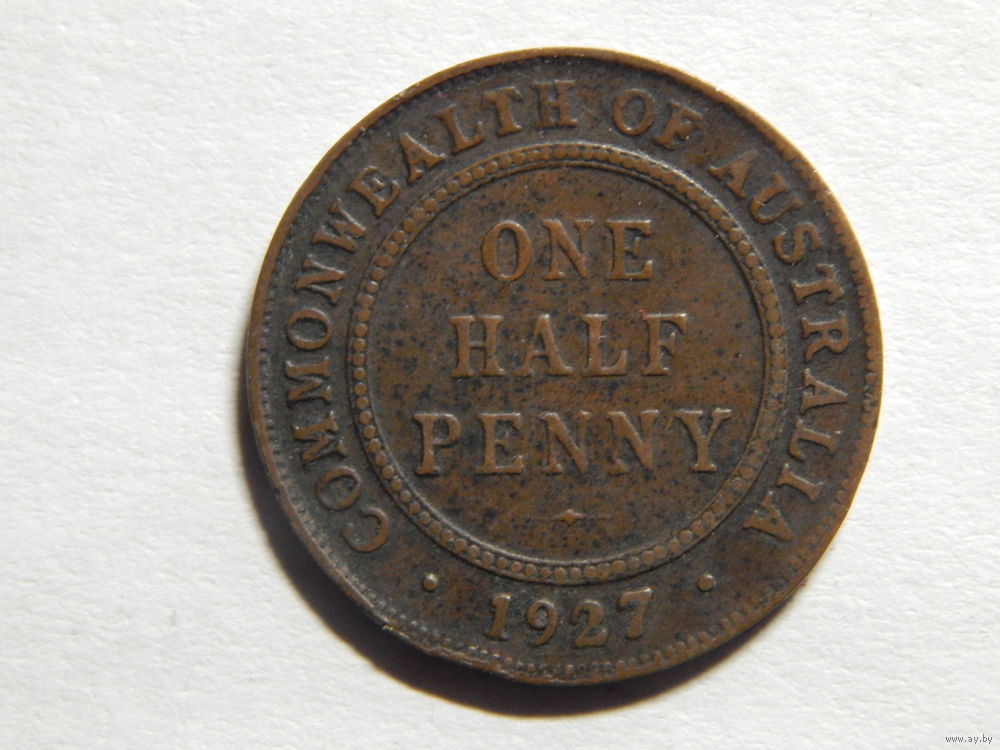 COMMONWEALTH OF AUSTRALIA
ONE
HALF
PENNY
· 1927 ·
www.ay.by